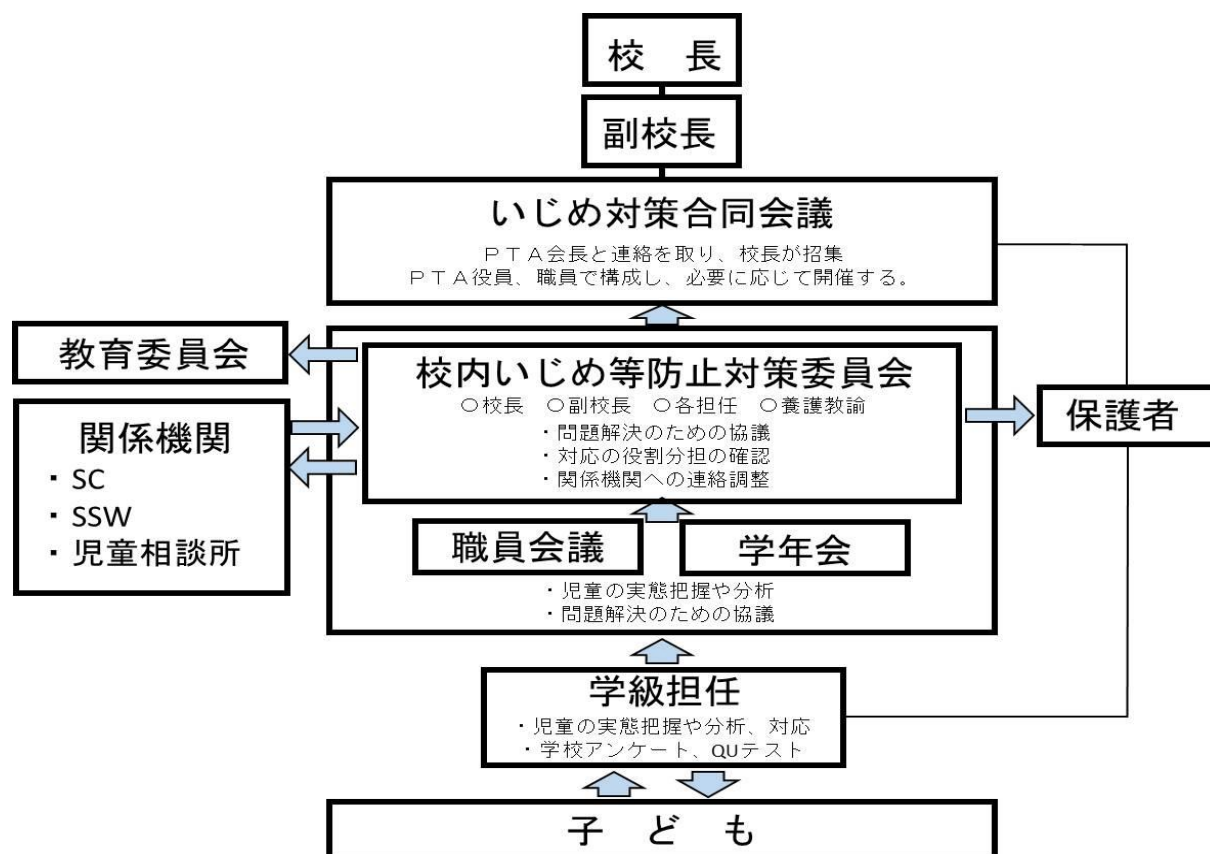 校　長
副校長
いじめ対策合同会議
ＰＴＡ会長と連絡を取り、校長が招集
ＰＴＡ役員、職員で構成し、必要に応じて開催する。
教育委員会
関係機関
・ SC
・ SSW
・ 児童相談所
校内いじめ等防止対策委員会
○校長　○副校長　○各担任　○養護教諭
・問題解決のための協議
・対応の役割分担の確認
・関係機関への連絡調整
保護者
職員会議
学年会
・児童の実態把握や分析
・問題解決のための協議
学級担任
・児童の実態把握や分析、対応
・学校アンケート、QUテスト
子　ど　も